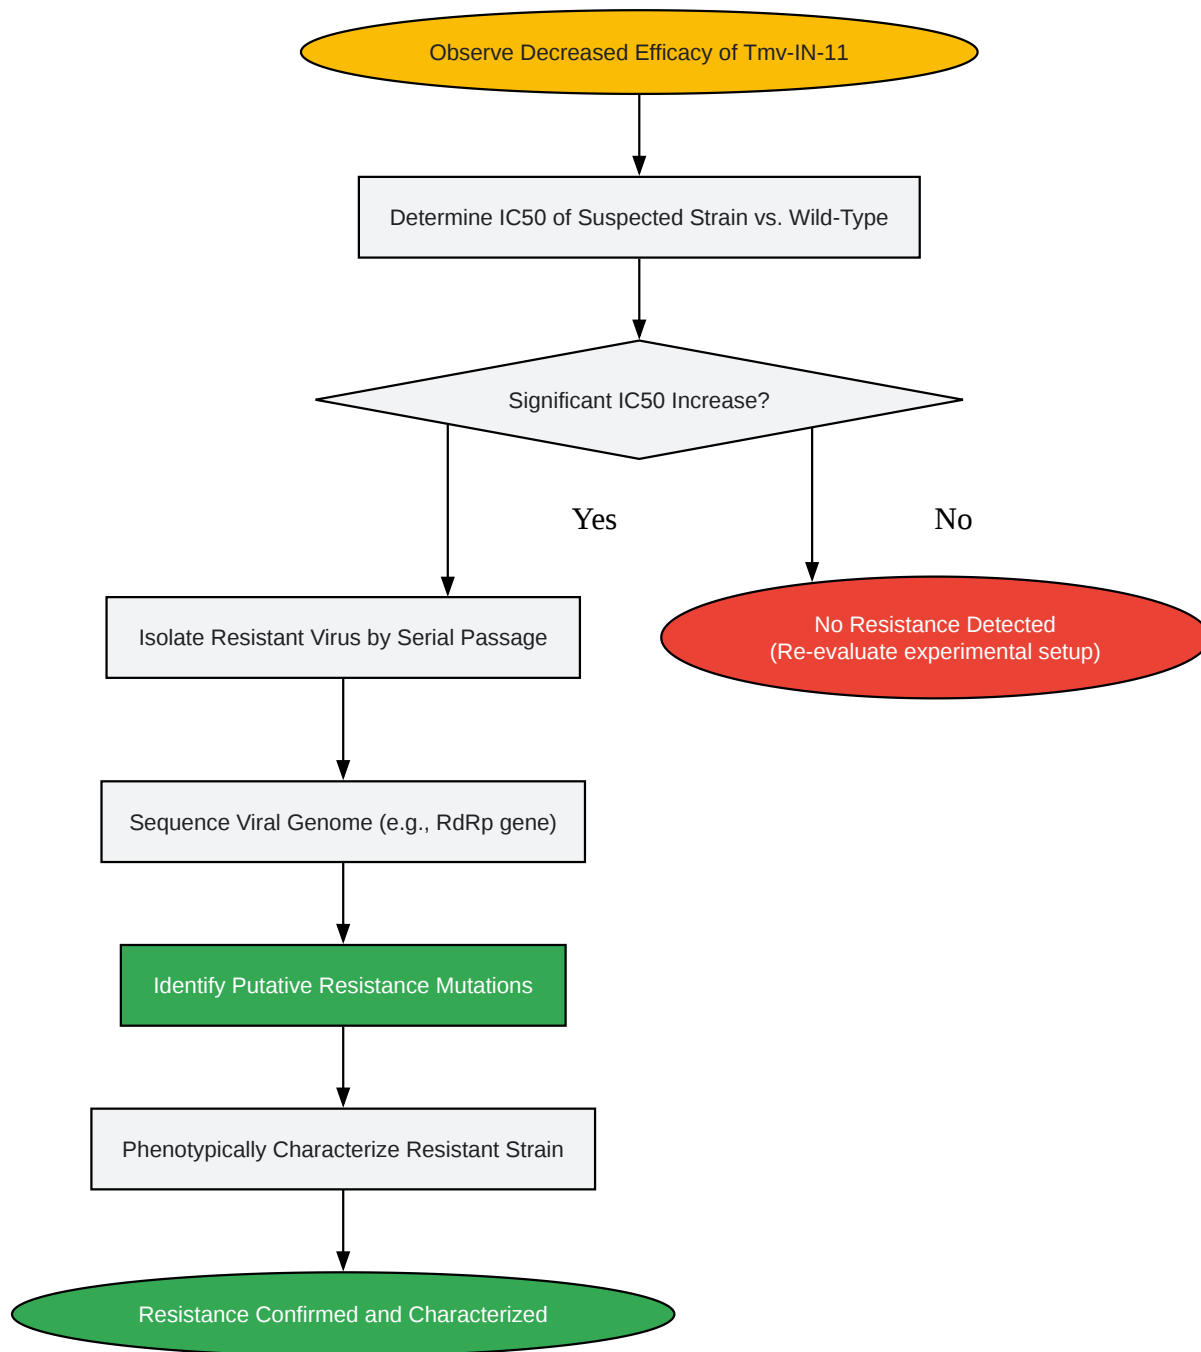 Observe Decreased Efficacy of Tmv-IN-11
Determine IC50 of Suspected Strain vs. Wild-Type
Significant IC50 Increase?
Yes
No
Isolate Resistant Virus by Serial Passage
No Resistance Detected
(Re-evaluate experimental setup)
Sequence Viral Genome (e.g., RdRp gene)
Identify Putative Resistance Mutations
Phenotypically Characterize Resistant Strain
Resistance Confirmed and Characterized